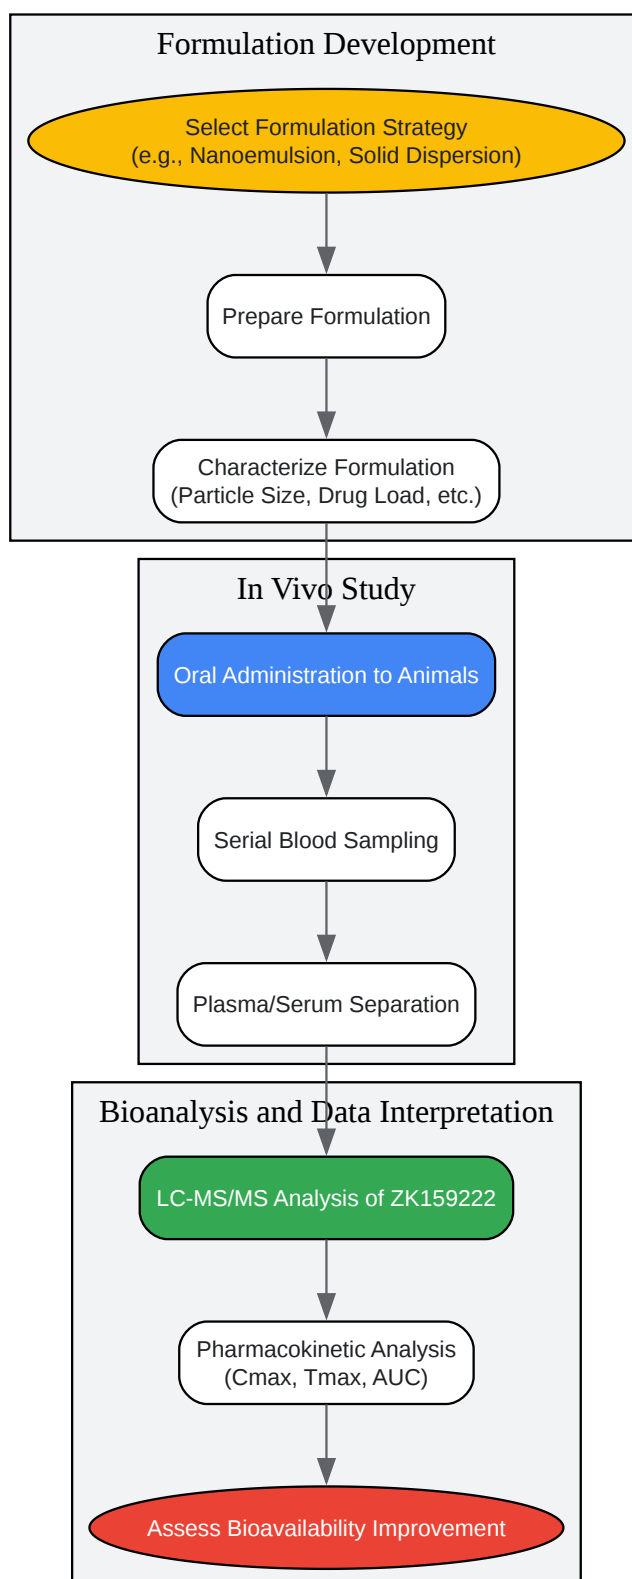 Formulation Development
Select Formulation Strategy
(e.g., Nanoemulsion, Solid Dispersion)
Prepare Formulation
Characterize Formulation
(Particle Size, Drug Load, etc.)
In Vivo Study
Oral Administration to Animals
Serial Blood Sampling
Plasma/Serum Separation
Bioanalysis and Data Interpretation
LC-MS/MS Analysis of ZK159222
Pharmacokinetic Analysis
(Cmax, Tmax, AUC)
Assess Bioavailability Improvement